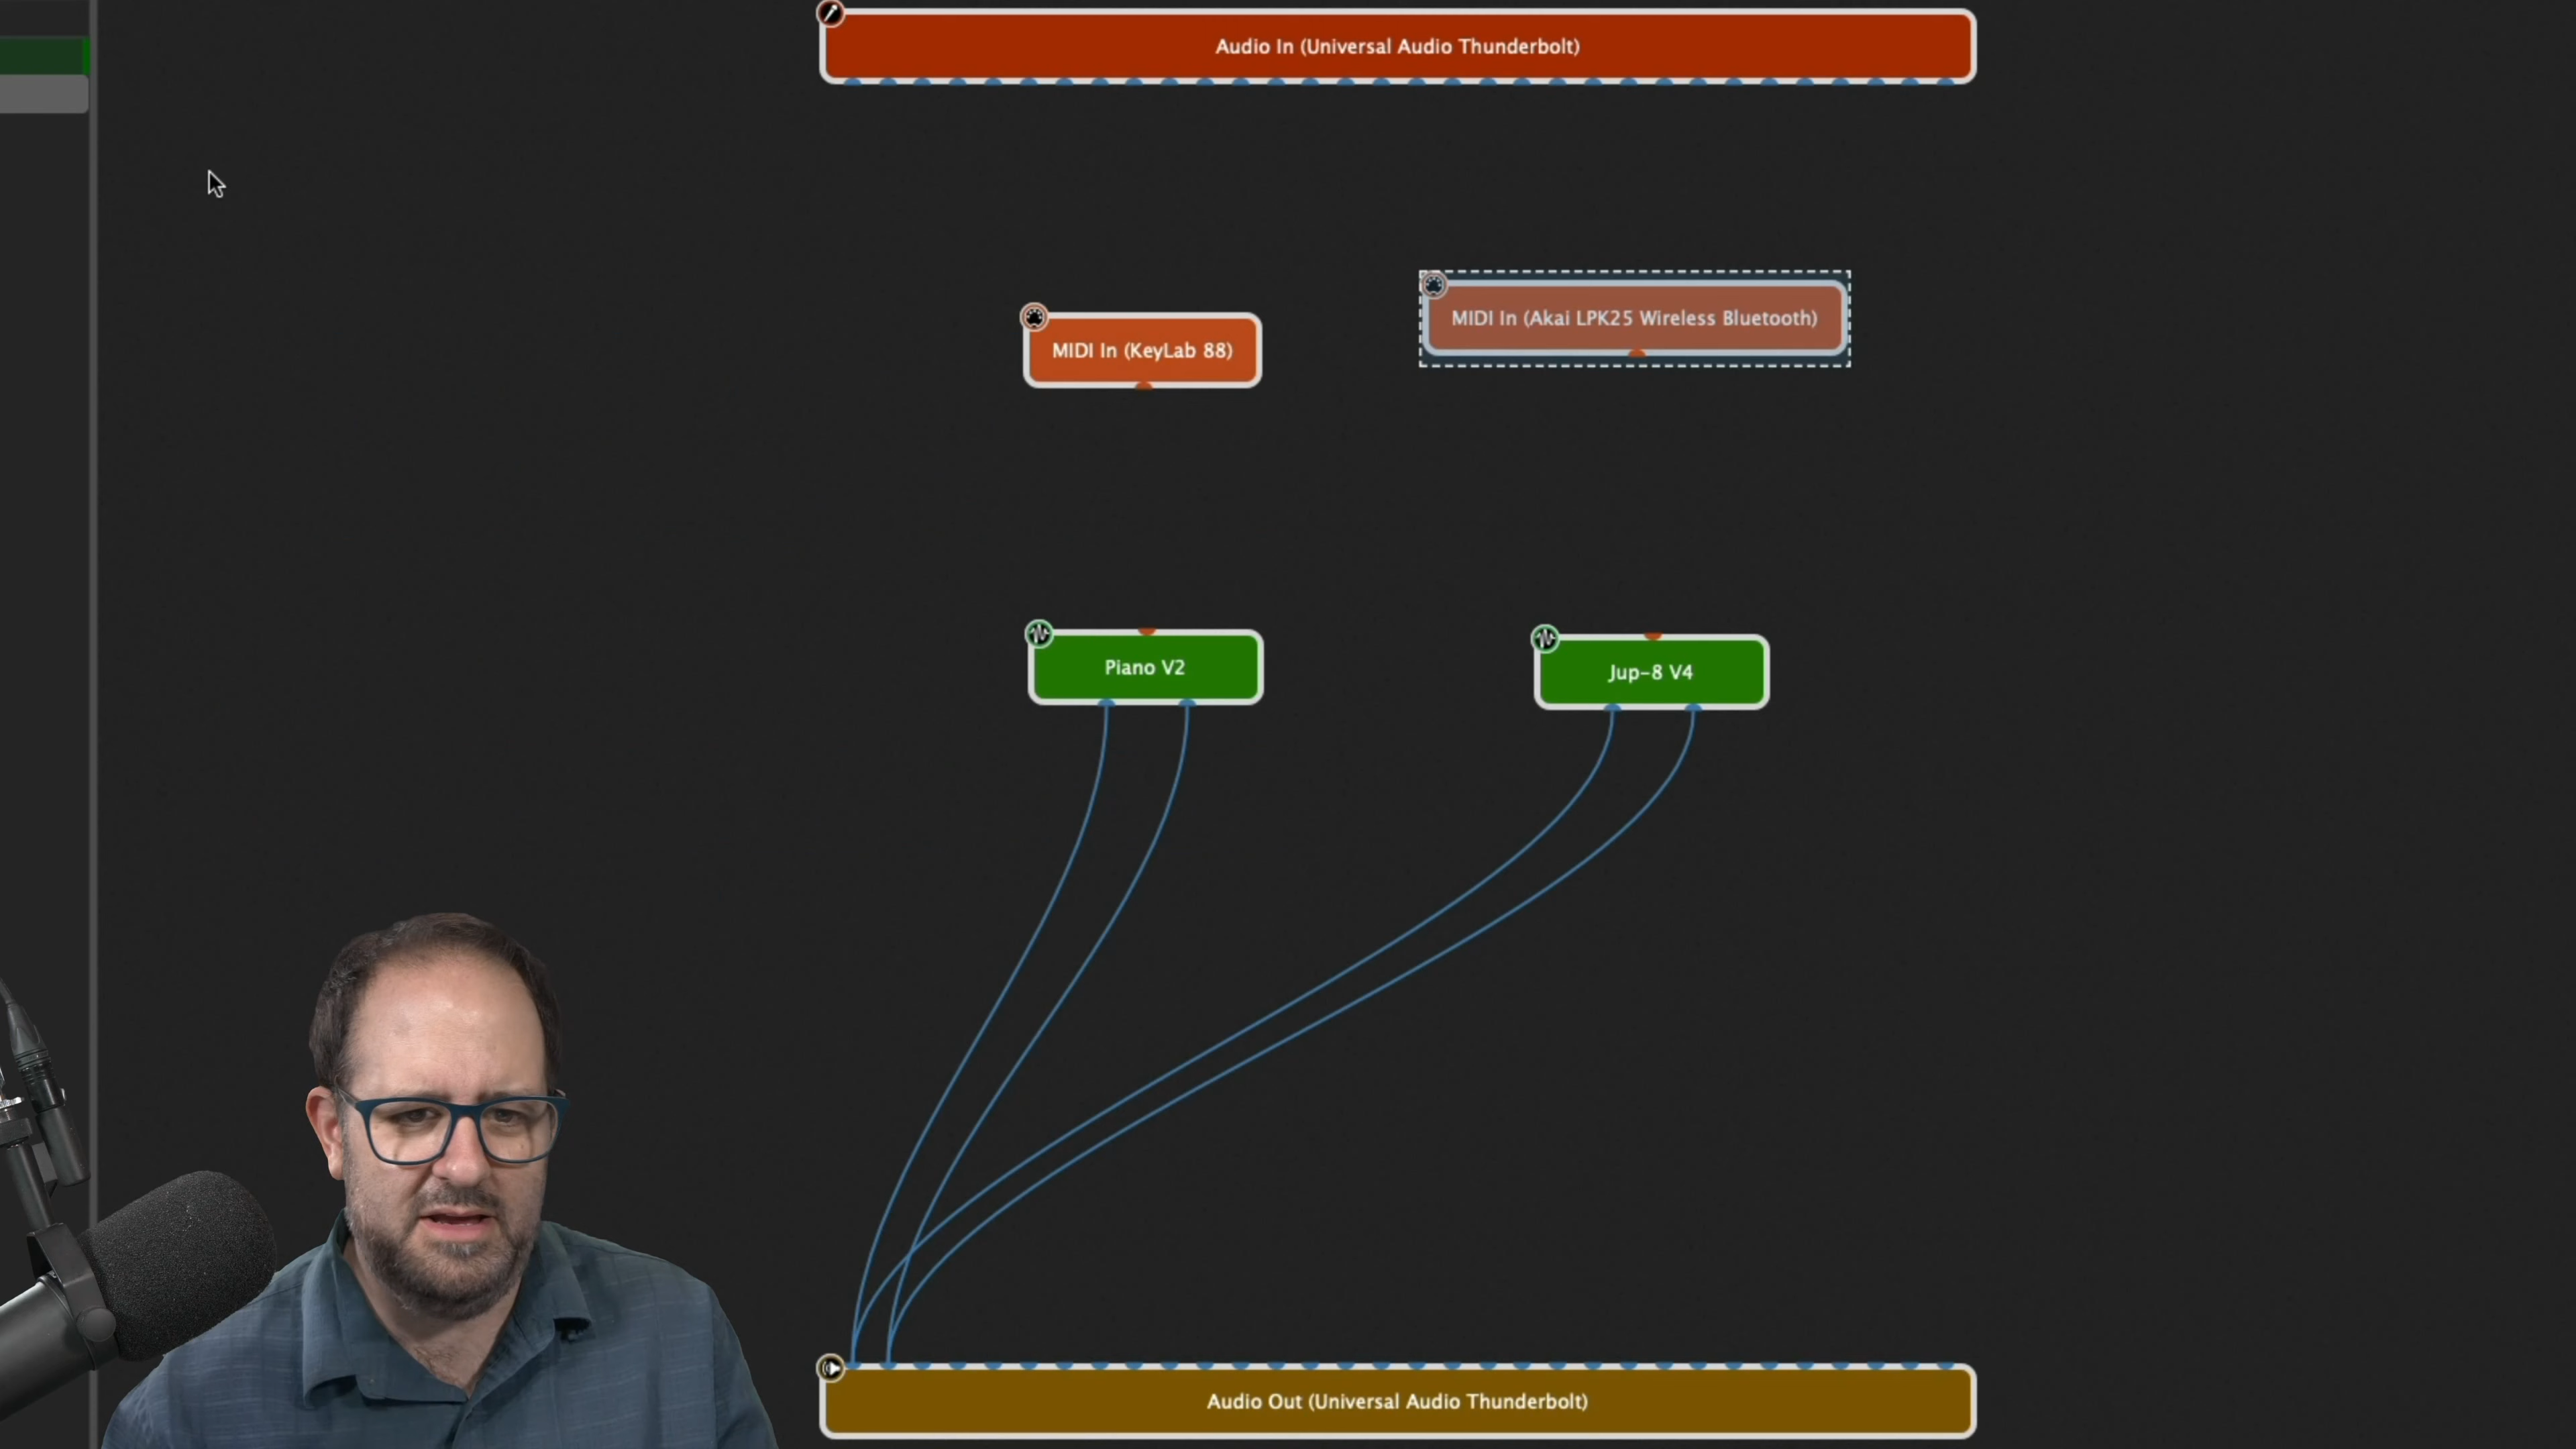 Audio In (Universal Audio Thunderbolt)
MIDI In (Akai LPK25 Wireless Bluetooth)
MIDI In (KeyLab 88)
Piano V2
Jup-8 V4
Audio Out (Universal Audio Thunderbolt)